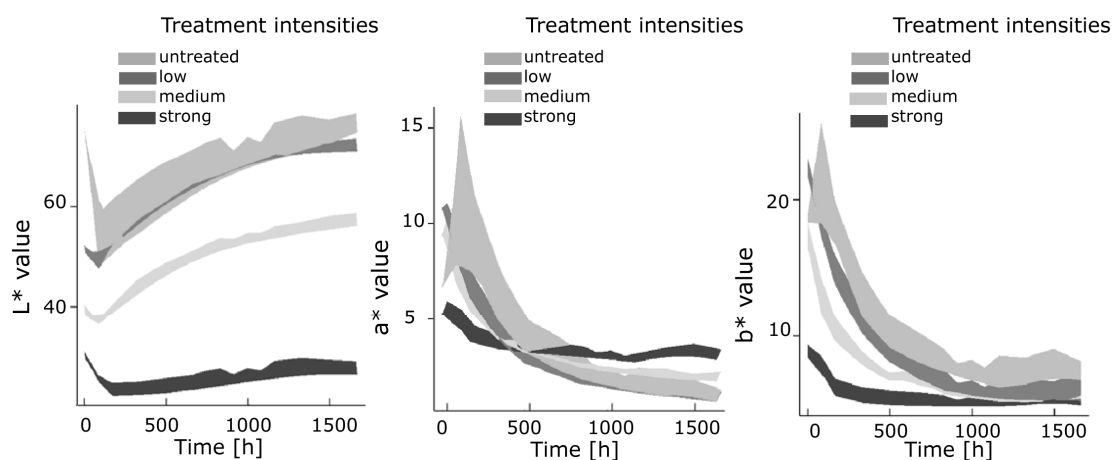 Treatment intensities
untreated
low
medium
strong
L* value
60
40
0
500
1000
1500
Time [h]
Treatment intensities
untreated
low
medium
strong
a* value
15
10
5
0
500
1000
1500
Time [h]
Treatment intensities
untreated
low
medium
strong
b* value
20
10
0
500
1000
1500
Time [h]